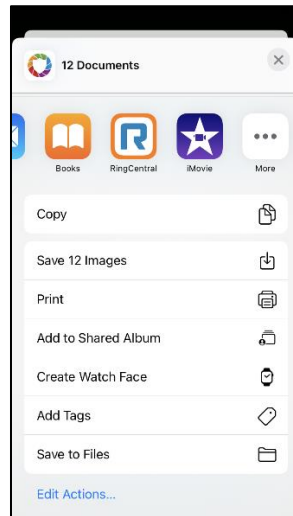 12 Documents
Books RingCentral iMovie More
Copy
Save 12 Images
Print
Add to Shared Album
Create Watch Face
Add Tags
Save to Files
Edit Actions...